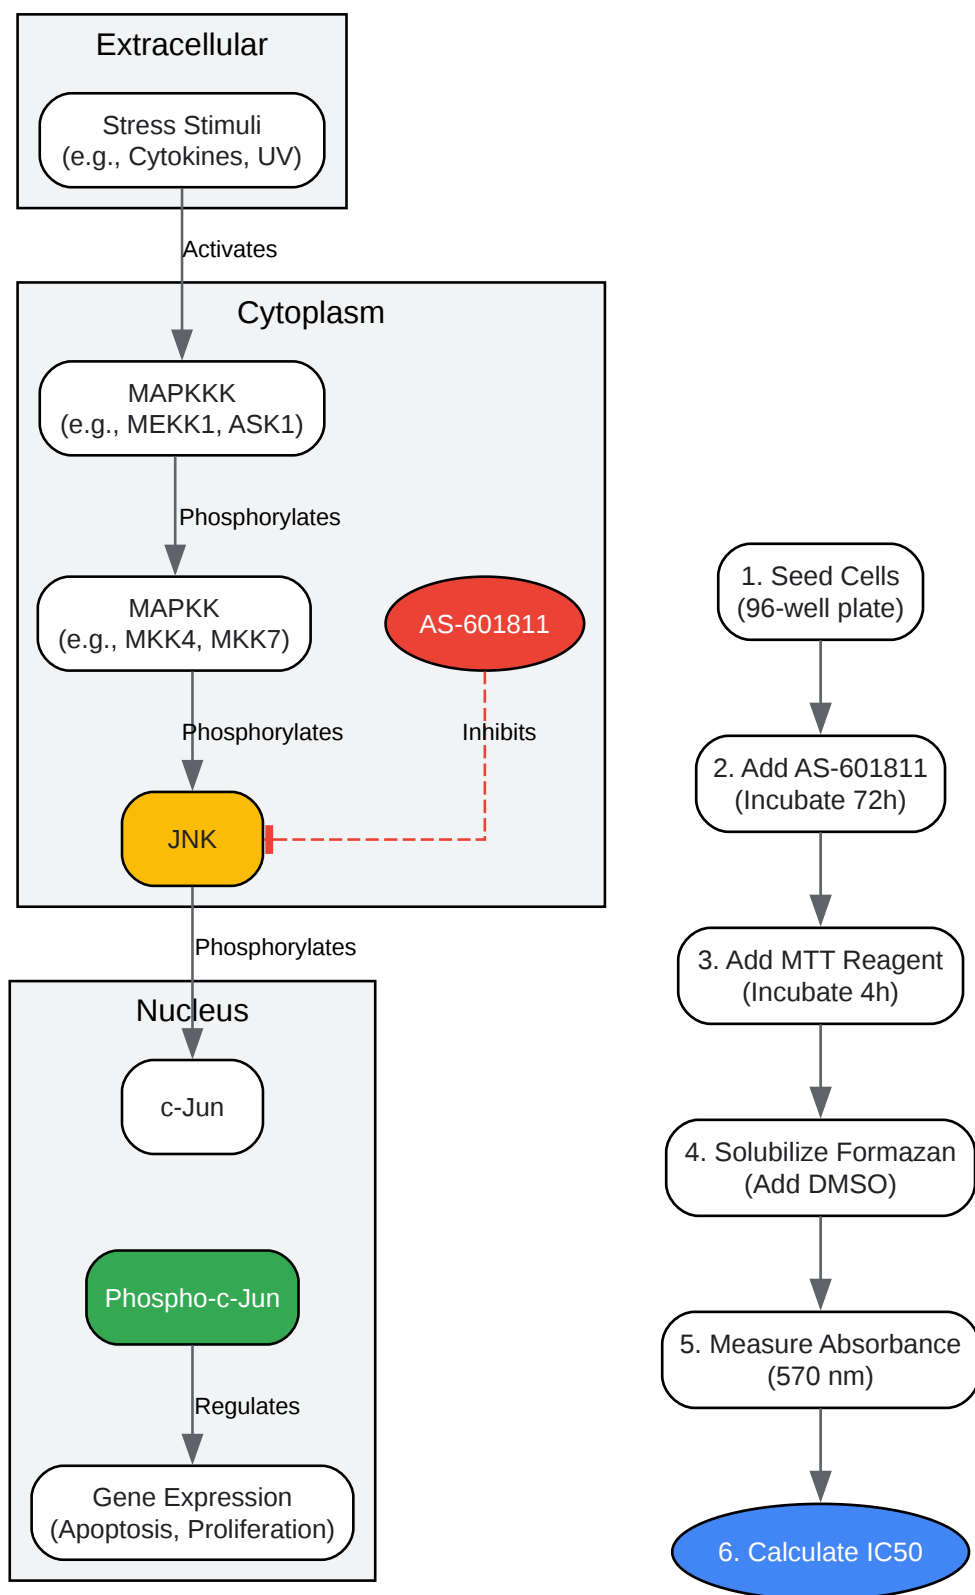 Extracellular
Stress Stimuli
(e.g., Cytokines, UV)
Activates
Cytoplasm
MAPKKK
(e.g., MEKK1, ASK1)
Phosphorylates
MAPKK
(e.g., MKK4, MKK7)
AS-601811
Phosphorylates
Inhibits
JNK
Phosphorylates
Nucleus
c-Jun
Phospho-c-Jun
Regulates
Gene Expression
(Apoptosis, Proliferation)
1. Seed Cells
(96-well plate)
2. Add AS-601811
(Incubate 72h)
3. Add MTT Reagent
(Incubate 4h)
4. Solubilize Formazan
(Add DMSO)
5. Measure Absorbance
(570 nm)
6. Calculate IC50